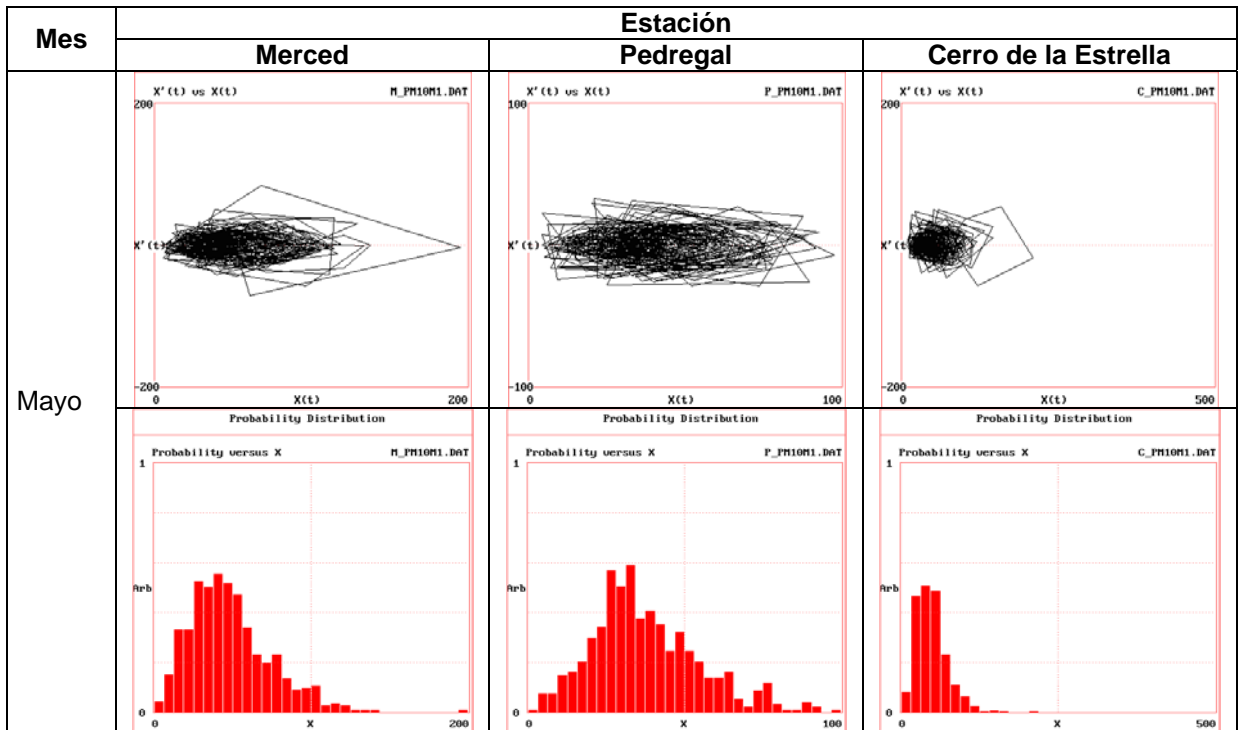 Mes
Estación
Merced
Pedregal
Cerro de la Estrella
Mayo
X'(t) vs X(t) M_PM10M1.DAT
200
X'(t)
-200
0 X(t) 200
X'(t) vs X(t) P_PM10M1.DAT
100
X'(t)
-100
0 X(t) 100
X'(t) vs X(t) C_PM10M1.DAT
200
X'(t
-200
0 X(t) 500
Probability Distribution
Probability versus X M_PM10M1.DAT
1
Arb
0
0 X 200
Probability Distribution
Probability versus X P_PM10M1.DAT
1
Arb
0
0 X 100
Probability Distribution
Probability versus X C_PM10M1.DAT
1
Arb
0
0 X 500